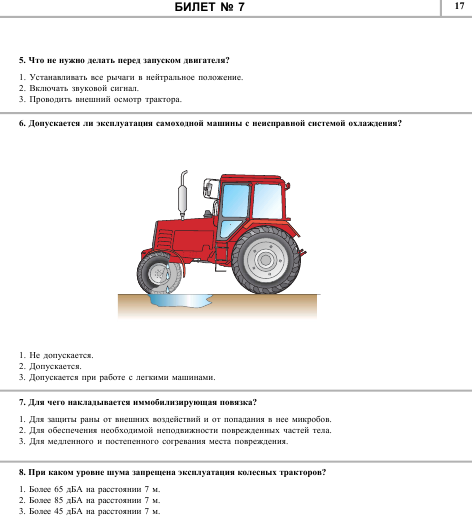 БИЛЕТ № 7
17
5. Что не нужно делать перед запуском двигателя?
1. Устанавливать все рычаги в нейтральное положение.
2. Включать звуковой сигнал.
3. Проводить внешний осмотр трактора.
6. Допускается ли эксплуатация самоходной машины с неисправной системой охлаждения?
1. Не допускается.
2. Допускается.
3. Допускается при работе с легкими машинами.
7. Для чего накладывается иммобилизирующая повязка?
1. Для защиты раны от внешних воздействий и от попадания в нее микробов.
2. Для обеспечения необходимой неподвижности поврежденных частей тела.
3. Для медленного и постепенного согревания места повреждения.
8. При каком уровне шума запрещена эксплуатация колесных тракторов?
1. Более 65 дБА на расстоянии 7 м.
2. Более 85 дБА на расстоянии 7 м.
3. Более 45 дБА на расстоянии 7 м.